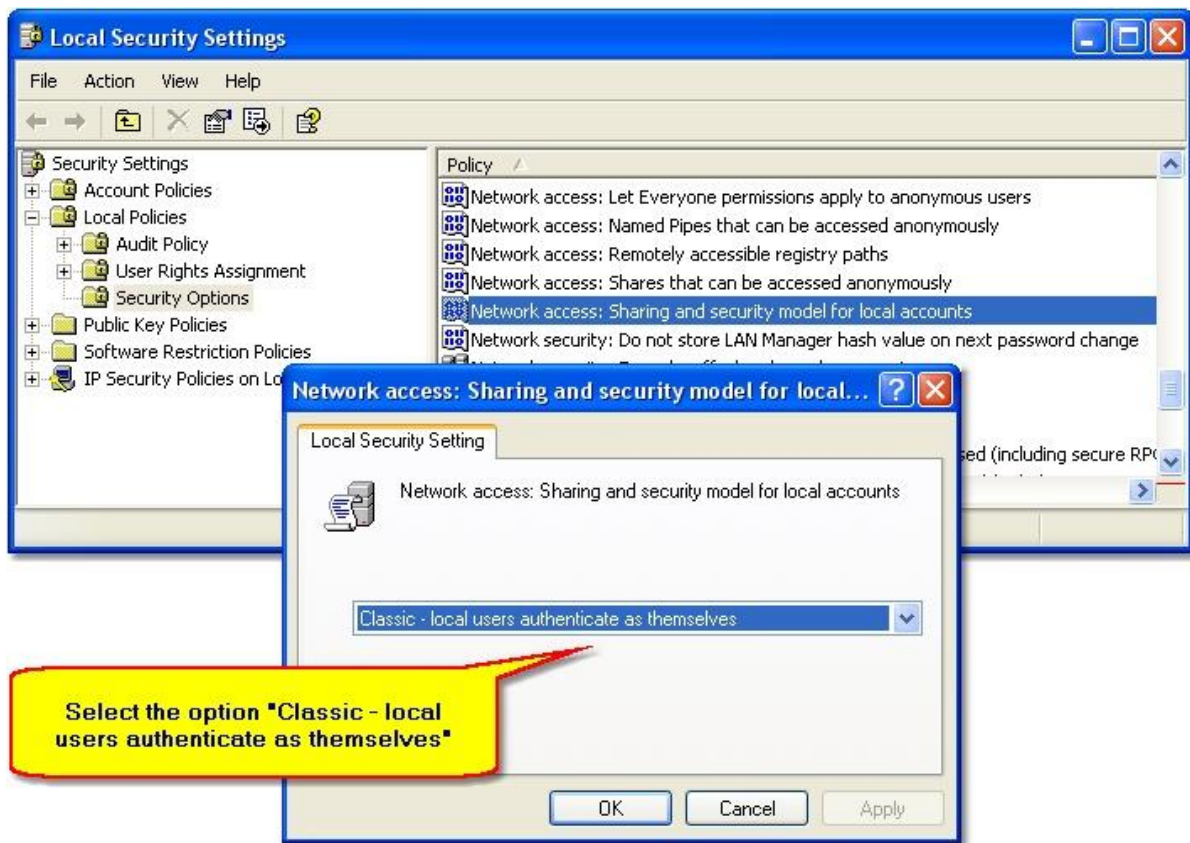 Local Security Settings
File Action View Help
Security Settings
Account Policies
Local Policies
Audit Policy
User Rights Assignment
Security Options
Public Key Policies
Software Restriction Policies
IP Security Policies on Lo
Policy
Network access: Let Everyone permissions apply to anonymous users
Network access: Named Pipes that can be accessed anonymously
Network access: Remotely accessible registry paths
Network access: Shares that can be accessed anonymously
Network access: Sharing and security model for local accounts
Network security: Do not store LAN Manager hash value on next password change
sed (including secure RPC
Network access: Sharing and security model for local...
Local Security Setting
Network access: Sharing and security model for local accounts
Classic - local users authenticate as themselves
Select the option "Classic - local
users authenticate as themselves"
OK Cancel Apply